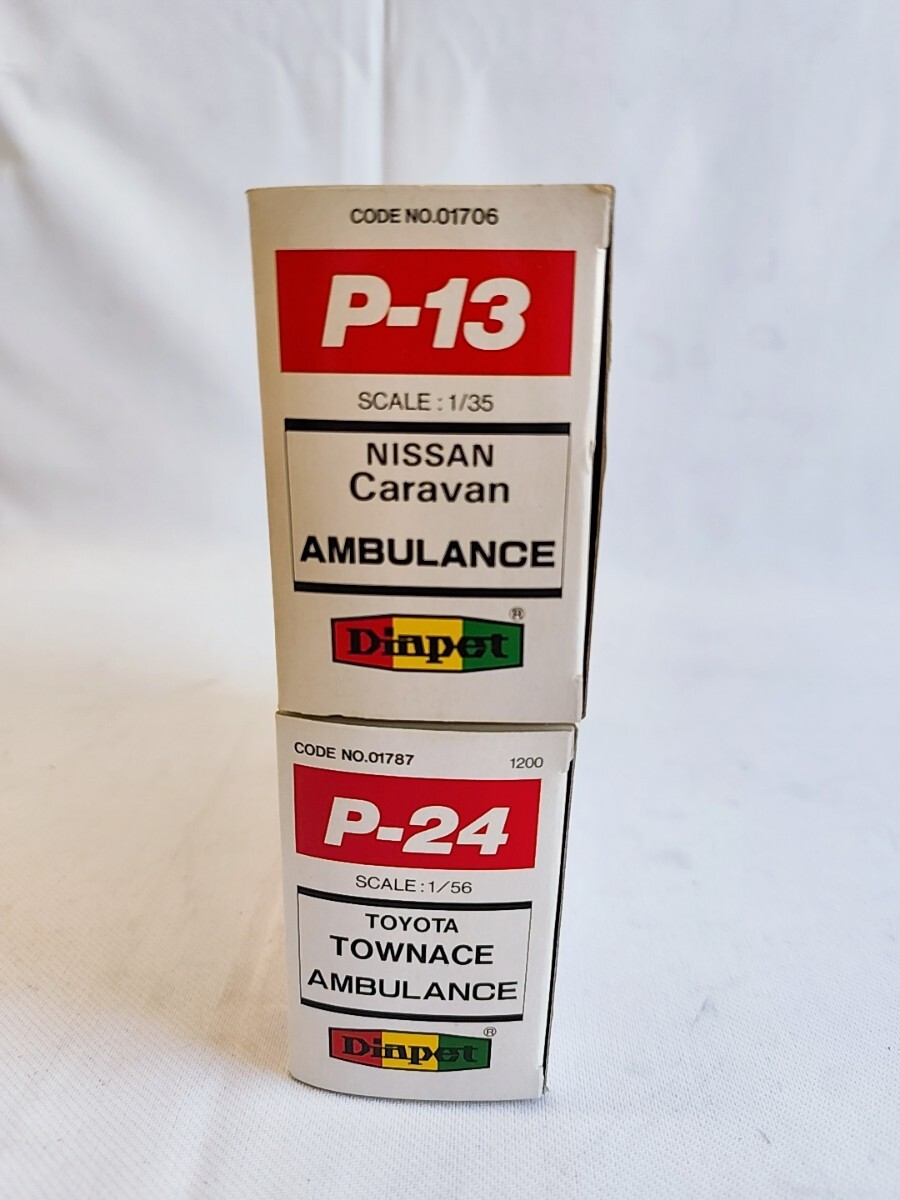 CODE NO.01706
P-13
SCALE : 1/35
NISSAN
Caravan
AMBULANCE
Diapet ®
CODE NO.01787 1200
P-24
SCALE : 1/56
TOYOTA
TOWNACE
AMBULANCE
Diapet ®